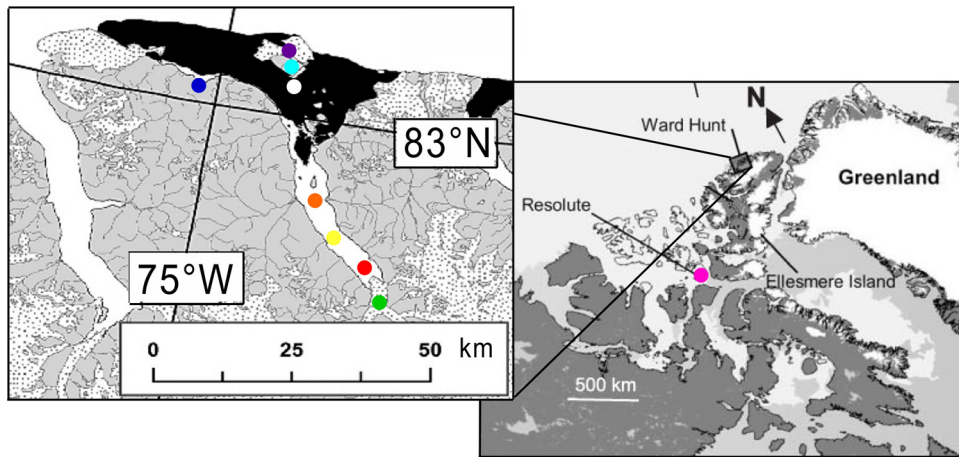 83°N
75°W
0 25 50 km
N
Ward Hunt
Greenland
Resolute
Ellesmere Island
500 km